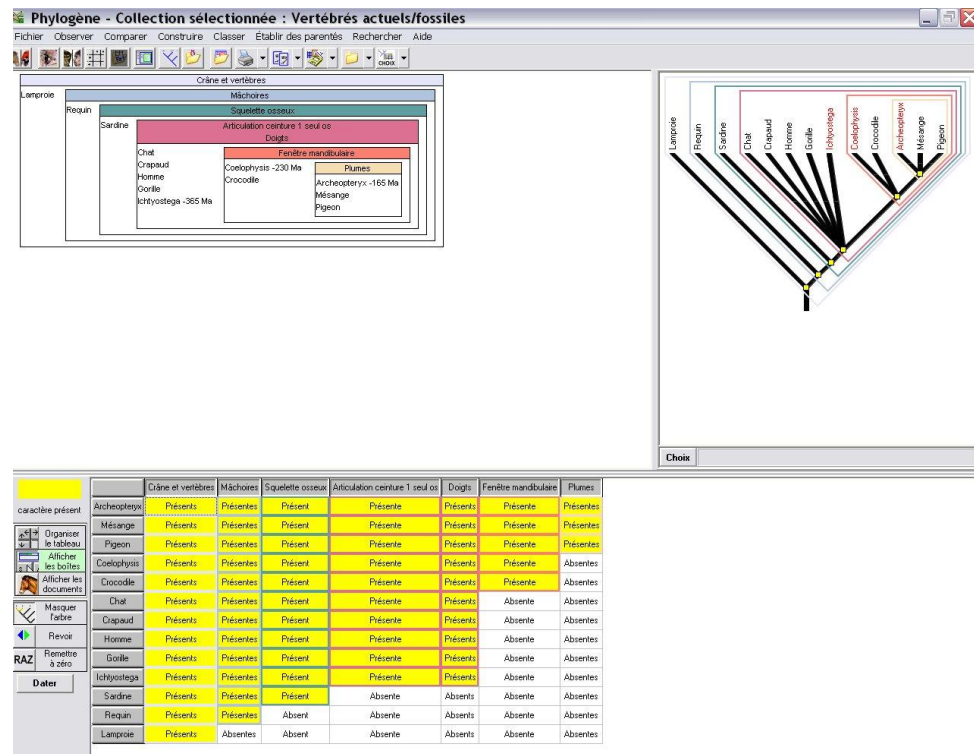 Phylogène - Collection sélectionnée : Vertébrés actuels/fossiles
Fichier Observer Comparer Construire Classer Établir des parentés Rechercher Aide
CHOIX
Crâne et vertèbres
Lamproie
Mâchoires
Requin
Squelette osseux
Sardine
Articulation ceinture 1 seul os
Doigts
Chat
Crapaud
Homme
Gorille
Ichtyostega -365 Ma
Fenêtre mandibulaire
Coelophysis -230 Ma
Crocodile
Plumes
Archeopteryx -165 Ma
Mésange
Pigeon
Lamproie
Requin
Sardine
Chat
Crapaud
Homme
Gorille
Ichtyostega
Coelophysis
Crocodile
Archeopteryx
Mésange
Pigeon
Choix
caractère présent
Organiser
le tableau
Afficher
les boîtes
Afficher les
documents
Masquer
l'arbre
Revoir
RAZ Remettre
à zéro
Dater
Crâne et vertèbres Mâchoires Squelette osseux Articulation ceinture 1 seul os Doigts Fenêtre mandibulaire Plumes
Archeopteryx Présents Présentes Présent Présente Présents Présente Présentes
Mésange Présents Présentes Présent Présente Présents Présente Présentes
Pigeon Présents Présentes Présent Présente Présents Présente Présentes
Coelophysis Présents Présentes Présent Présente Présents Présente Absentes
Crocodile Présents Présentes Présent Présente Présents Présente Absentes
Chat Présents Présentes Présent Présente Présents Absente Absentes
Crapaud Présents Présentes Présent Présente Présents Absente Absentes
Homme Présents Présentes Présent Présente Présents Absente Absentes
Gorille Présents Présentes Présent Présente Présents Absente Absentes
Ichtyostega Présents Présentes Présent Présente Présents Absente Absentes
Sardine Présents Présentes Présent Absente Absents Absente Absentes
Requin Présents Présentes Absent Absente Absents Absente Absentes
Lamproie Présents Absentes Absent Absente Absents Absente Absentes